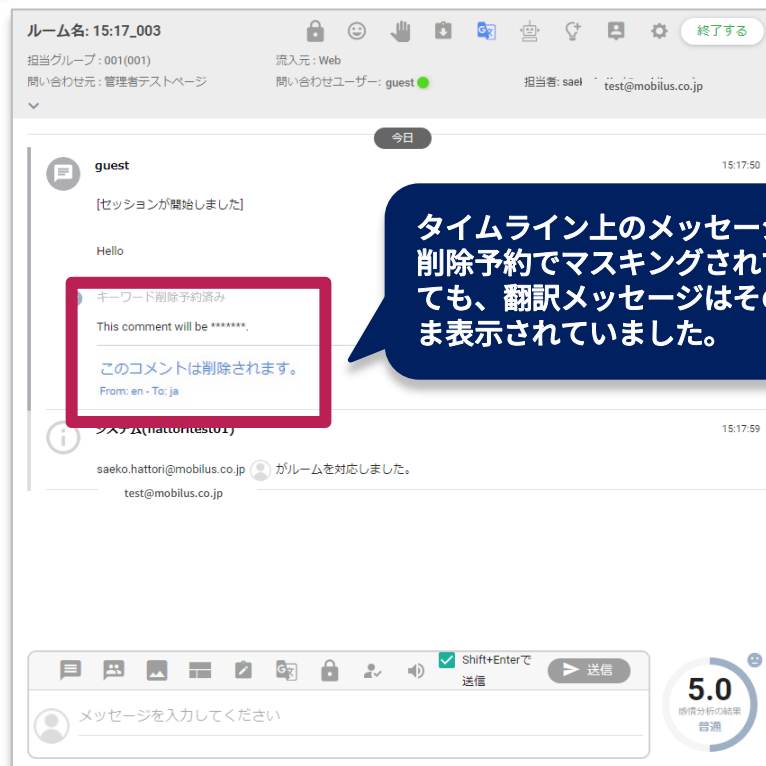 ルーム名: 15:17_003
終了する
担当グループ : 001(001)
流入元 : Web
問い合わせ元 : 管理者テストページ
問い合わせユーザー: guest
担当者: saek
test@mobilus.co.jp
今日
guest
15:17:50
[セッションが開始しました]
Hello
タイムライン上のメッセー
削除予約でマスキングされ
ても、翻訳メッセージはその
ま表示されていました。
キーワード削除予約済み
This comment will be *******.
このコメントは削除されます。
From: en - To: ja
システム(hattoritest01)
15:17:59
saeko.hattori@mobilus.co.jp がルームを対応しました。
test@mobilus.co.jp
Shift+Enterで
送信
送信
メッセージを入力してください
5.0
感情分析の結果
普通